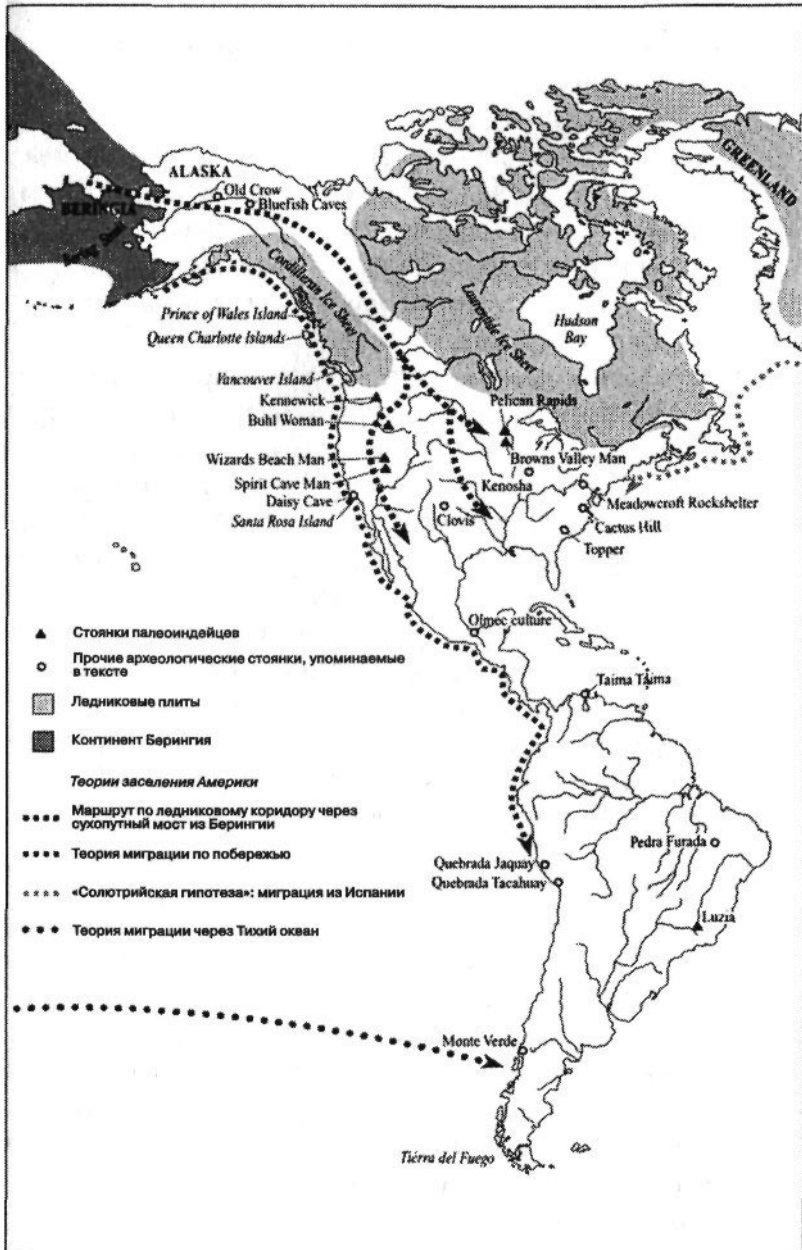 GREENLAND
ALASKA
Old Crow
Bluefish Caves
BERINGIA
Bering Strait
Cordilleran Ice Sheet
Laurentide Ice Sheet
Hudson
Bay
Prince of Wales Island
Queen Charlotte Islands
Vancouver Island
Kennewick
Pelican Rapids
Buhl Woman
Browns Valley Man
Wizards Beach Man
Kenosha
Spirit Cave Man
Meadowcroft Rockshelter
Daisy Cave
Santa Rosa Island
Clovis
Cactus Hill
Topper
Olmec culture
Taima Taima
Стоянки палеоиндейцев
Прочие археологические стоянки, упоминаемые
в тексте
Ледниковые плиты
Континент Берингия
Теории заселения Америки
Маршрут по ледниковому коридору через
сухопутный мост из Берингии
Теория миграции по побережью
«Солютрийская гипотеза»: миграция из Испании
Теория миграции через Тихий океан
Pedra Furada
Quebrada Jaquay
Quebrada Tacahuay
Luzia
Monte Verde
Tiérra del Fuego